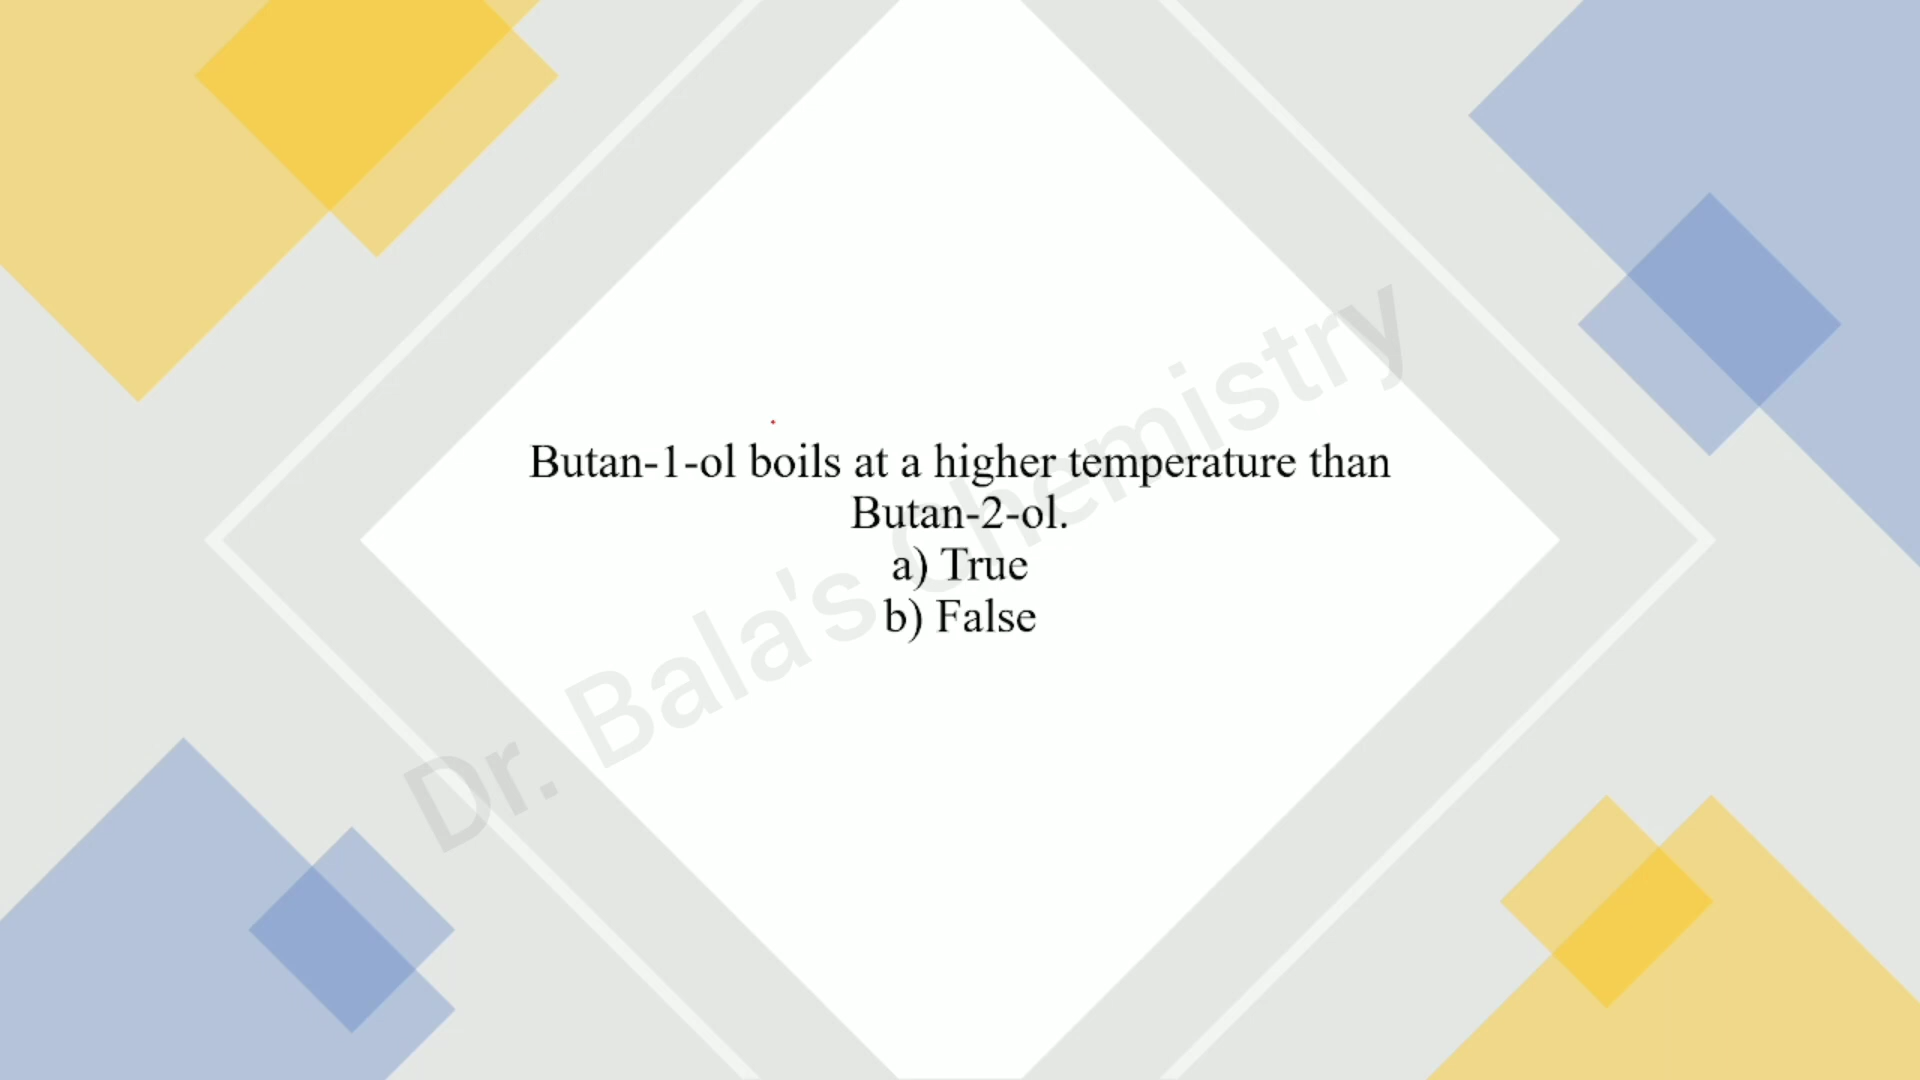 Butan-1-ol boils at a higher temperature than
Butan-2-ol.
a) True
b) False
Dr. Bala's Chemistry